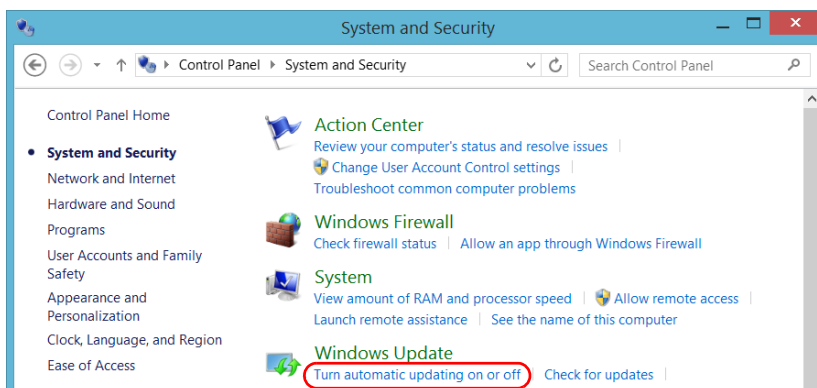 System and Security
Control Panel System and Security Search Control Panel
Control Panel Home
System and Security
Network and Internet
Hardware and Sound
Programs
User Accounts and Family
Safety
Appearance and
Personalization
Clock, Language, and Region
Ease of Access
Action Center
Review your computer's status and resolve issues
Change User Account Control settings
Troubleshoot common computer problems
Windows Firewall
Check firewall status Allow an app through Windows Firewall
System
View amount of RAM and processor speed Allow remote access
Launch remote assistance See the name of this computer
Windows Update
Turn automatic updating on or off Check for updates